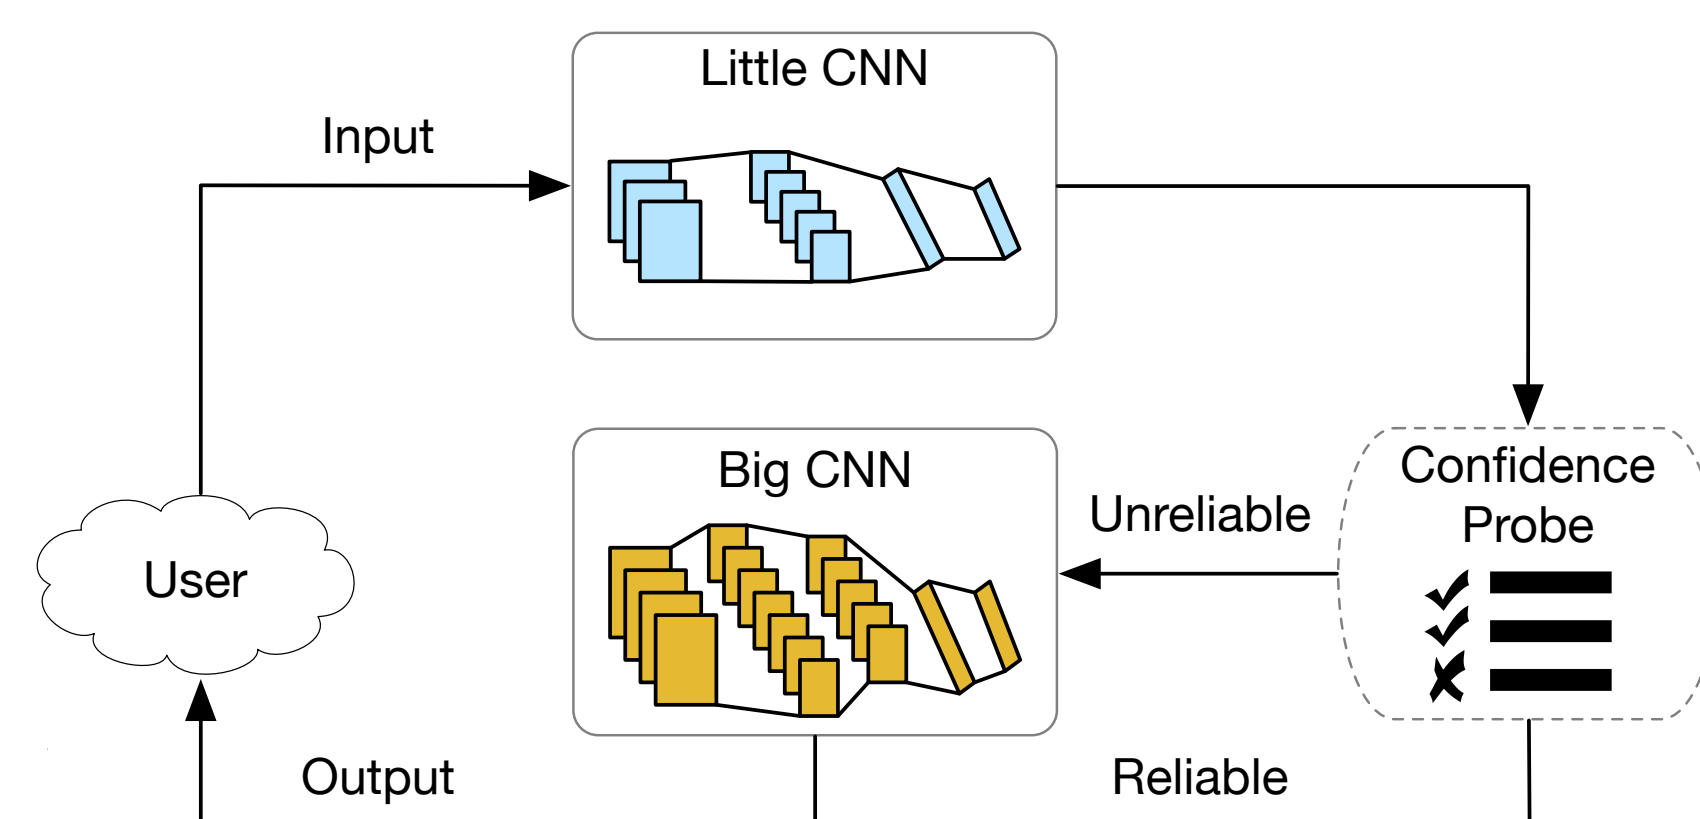 Little CNN
Input
Big CNN
Confidence
Probe
Unreliable
User
Output
Reliable